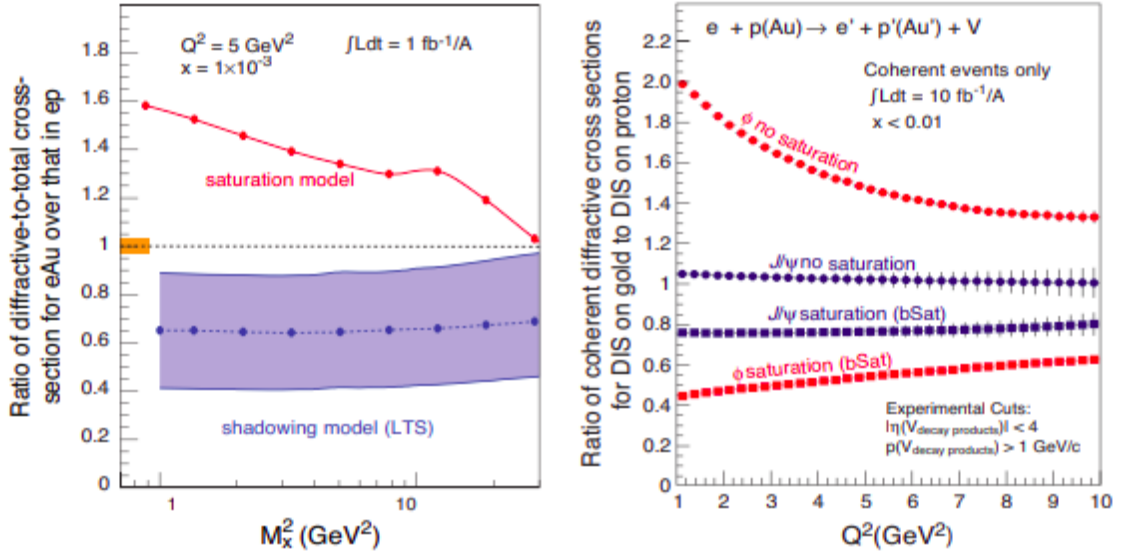 Ratio of diffractive-to-total cross-
section for eAu over that in ep
1.8
1.6
1.4
1.2
1
0.8
0.6
0.4
0.2
0
Q² = 5 GeV²
x = 1×10⁻³
∫Ldt = 1 fb⁻¹/A
saturation model
shadowing model (LTS)
1
10
Mₓ² (GeV²)
Ratio of coherent diffractive cross sections
for DIS on gold to DIS on proton
2.2
2.0
1.8
1.6
1.4
1.2
1
0.8
0.6
0.4
0.2
0
e + p(Au) → e' + p'(Au') + V
Coherent events only
∫Ldt = 10 fb⁻¹/A
x < 0.01
ϕ no saturation
J/ψ no saturation
J/ψ saturation (bSat)
ϕ saturation (bSat)
Experimental Cuts:
|η(V decay products)| < 4
p(V decay products) > 1 GeV/c
1 2 3 4 5 6 7 8 9 10
Q² (GeV²)